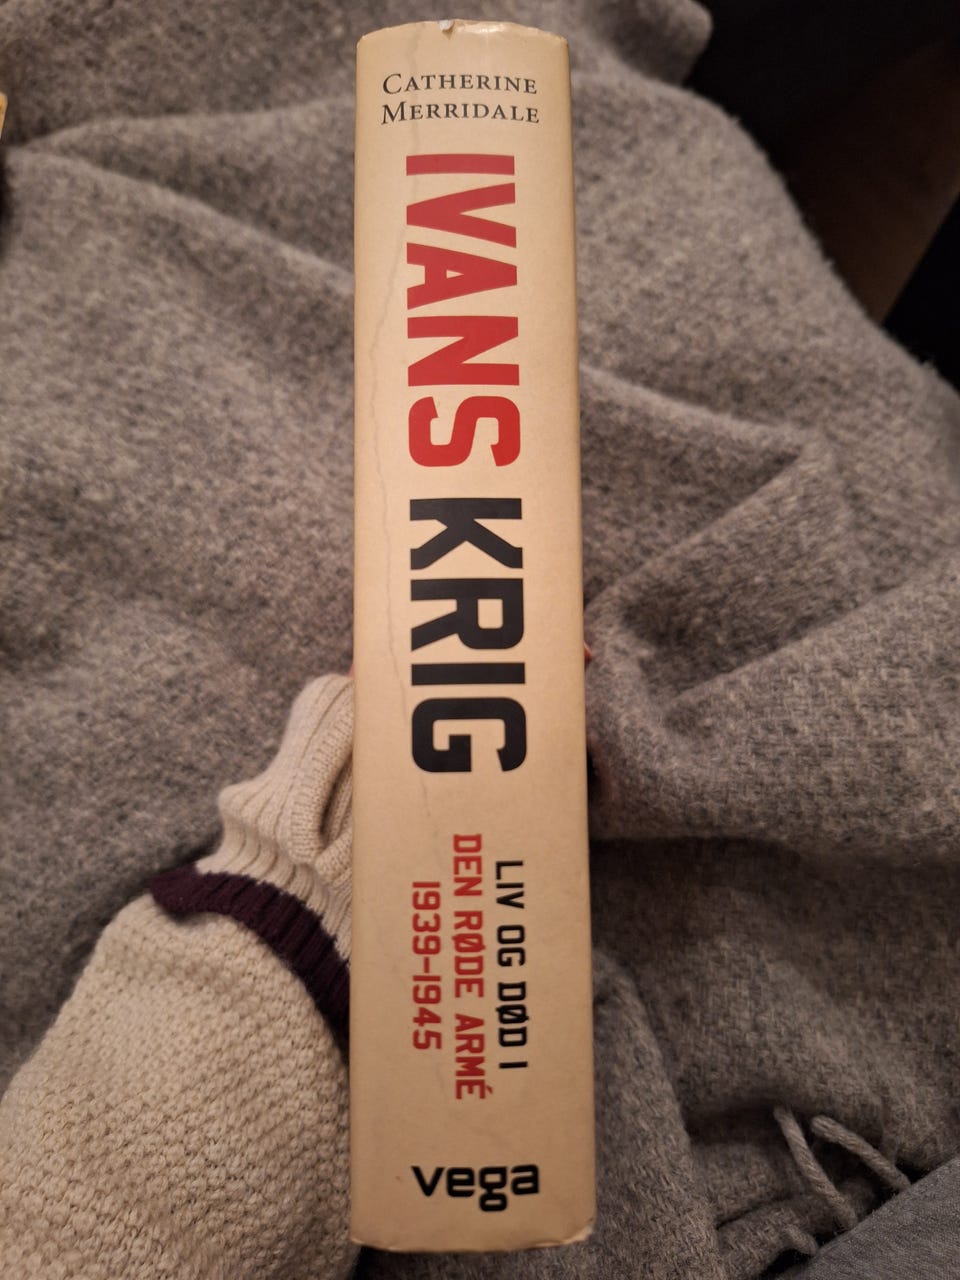 CATHERINE
MERRIDALE
IVANS KRIG
LIV OG DØD I
DEN RØDE ARMÉ
1939–1945
vega